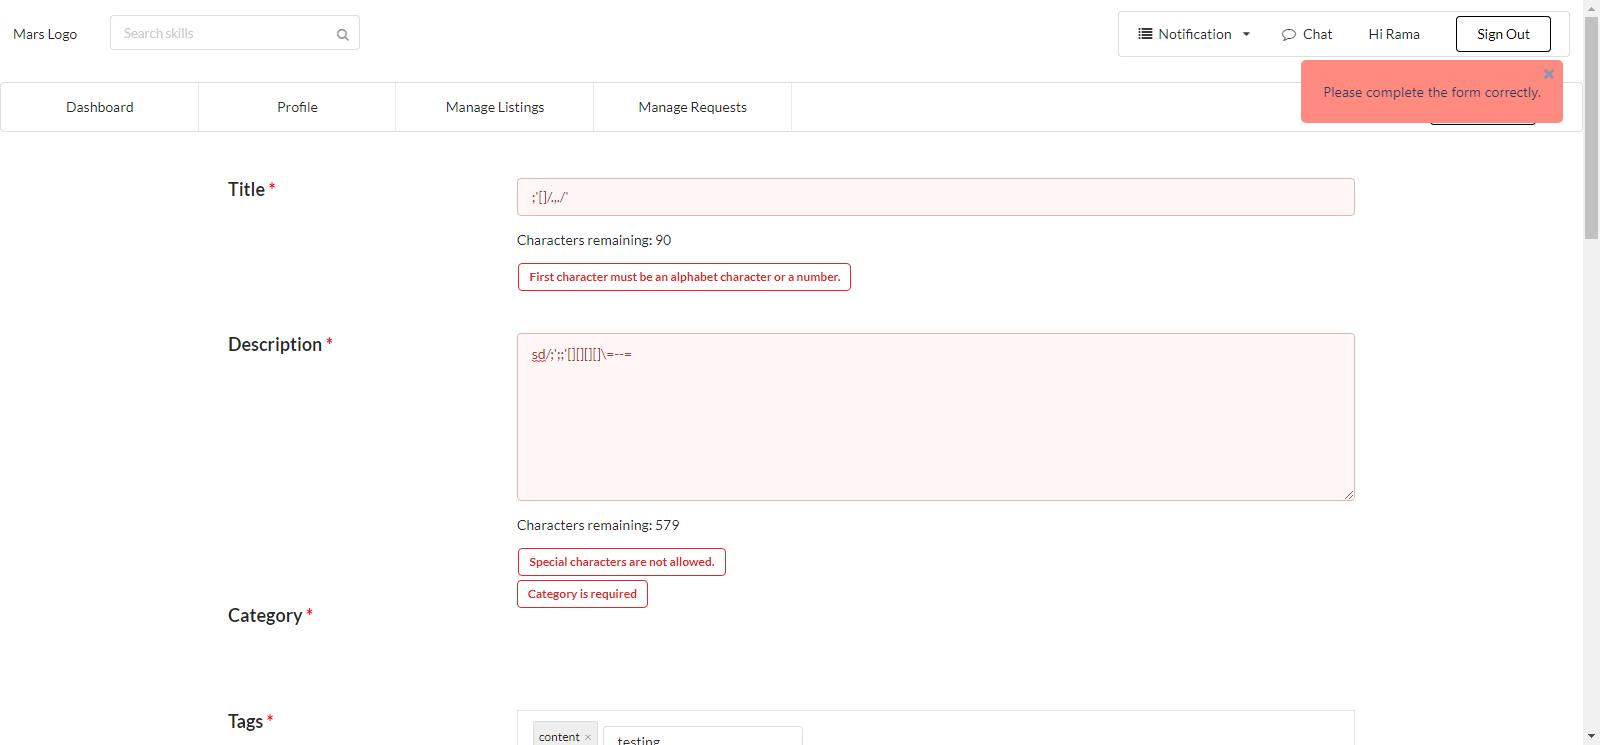 Mars Logo
Search skills
Notification
Chat
Hi Rama
Sign Out
Please complete the form correctly.
Dashboard
Profile
Manage Listings
Manage Requests
Title *
;'[]/.,./'
Characters remaining: 90
First character must be an alphabet character or a number.
Description *
sd/;';;'[][][][]\=--=
Characters remaining: 579
Special characters are not allowed.
Category is required
Category *
Tags *
content ×
testing